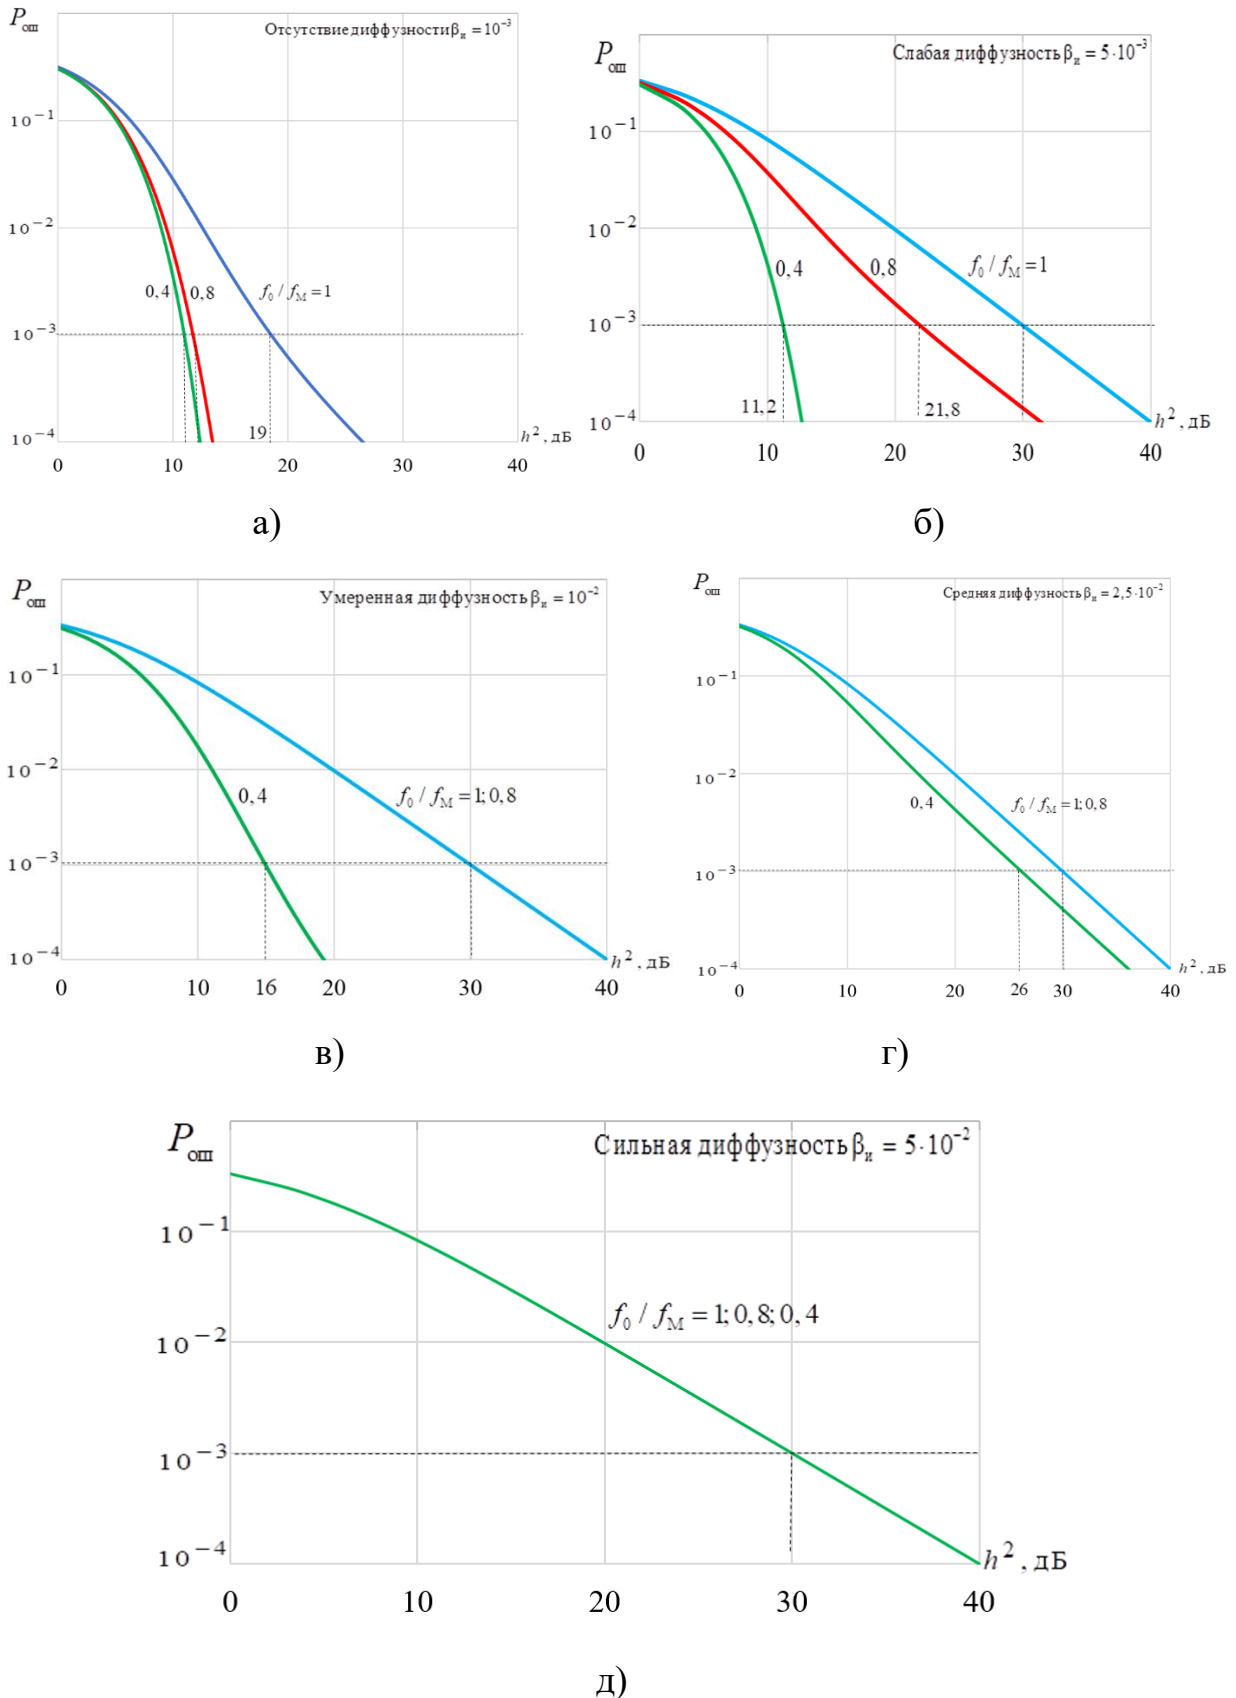 Pош
Отсутствие диффузности βи = 10⁻³
10⁻¹
10⁻²
0,4
0,8
f₀ / fМ = 1
10⁻³
19
10⁻⁴
h², дБ
0 10 20 30 40
а)
Pош
Слабая диффузность βи = 5·10⁻³
10⁻¹
10⁻²
0,4
0,8
f₀ / fМ = 1
10⁻³
11,2
21,8
10⁻⁴
h², дБ
0 10 20 30 40
б)
Pош
Умеренная диффузность βи = 10⁻²
10⁻¹
10⁻²
0,4
f₀ / fМ = 1; 0,8
10⁻³
10⁻⁴
h², дБ
0 10 16 20 30 40
в)
Pош
Средняя диффузность βи = 2,5·10⁻²
10⁻¹
10⁻²
0,4
f₀ / fМ = 1; 0,8
10⁻³
10⁻⁴
h², дБ
0 10 20 26 30 40
г)
Pош
Сильная диффузность βи = 5·10⁻²
10⁻¹
f₀ / fМ = 1; 0,8; 0,4
10⁻²
10⁻³
10⁻⁴
h², дБ
0 10 20 30 40
д)